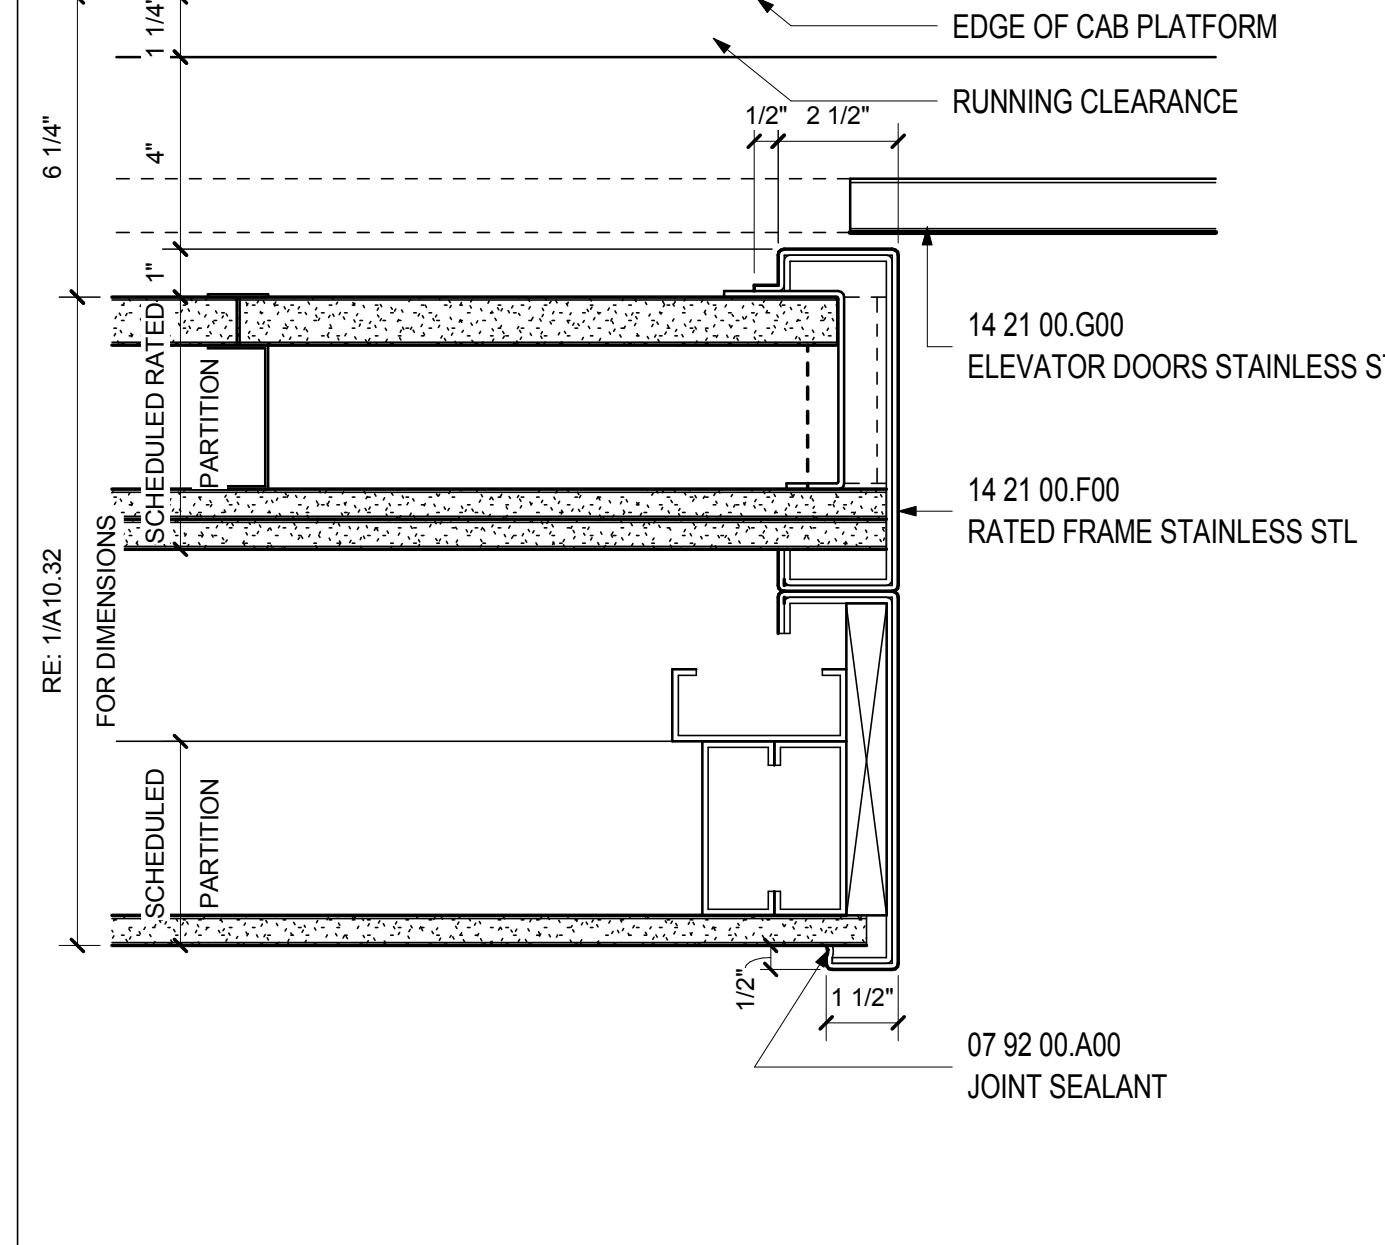 EDGE OF CAB PLATFORM
1 1/4"
RUNNING CLEARANCE
1/2"
2 1/2"
6 1/4"
4"
1"
14 21 00.G00
ELEVATOR DOORS STAINLESS ST
SCHEDULED RATED
PARTITION
14 21 00.F00
RATED FRAME STAINLESS STL
RE: 1/A10.32
FOR DIMENSIONS
SCHEDULED
PARTITION
1/2"
1 1/2"
07 92 00.A00
JOINT SEALANT